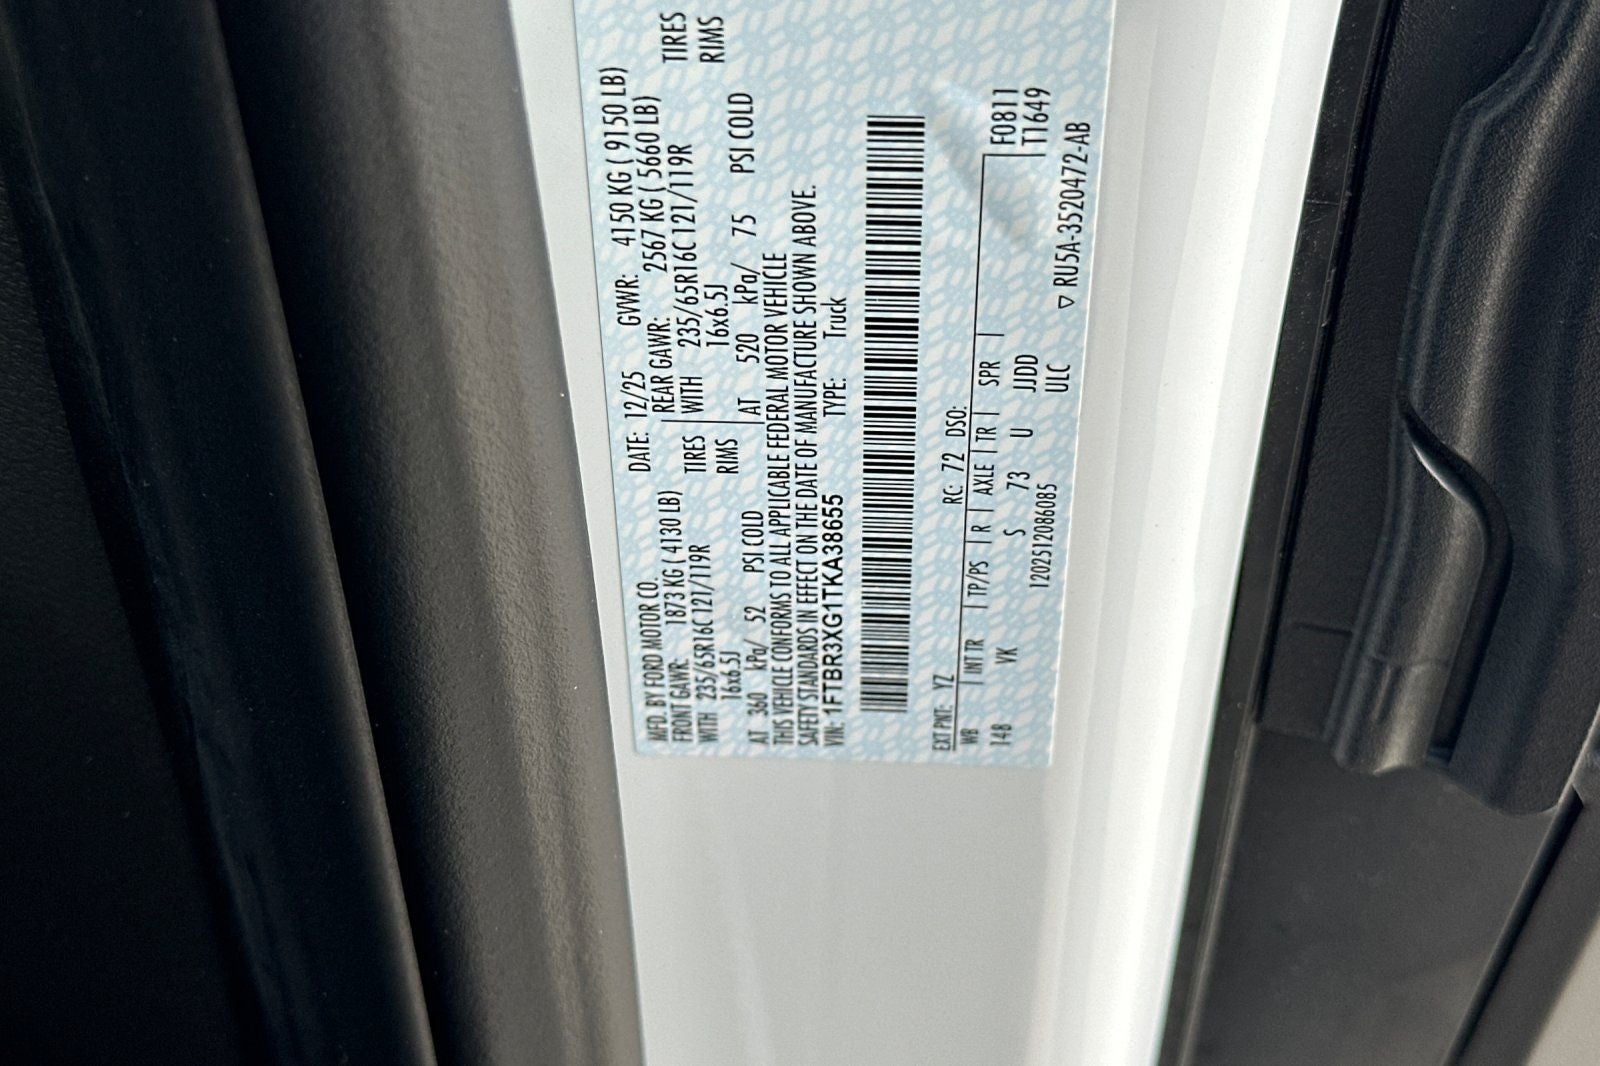 MFD. BY FORD MOTOR CO. DATE: 12/25 GVWR: 4150 KG ( 9150 LB)
FRONT GAWR: 1873 KG ( 4130 LB) REAR GAWR: 2567 KG ( 5660 LB)
WITH 235/65R16C 121/119R TIRES WITH 235/65R16C 121/119R TIRES
16x6.5J RIMS 16x6.5J RIMS
AT 360 kPa/ 52 PSI COLD AT 520 kPa/ 75 PSI COLD
THIS VEHICLE CONFORMS TO ALL APPLICABLE FEDERAL MOTOR VEHICLE
SAFETY STANDARDS IN EFFECT ON THE DATE OF MANUFACTURE SHOWN ABOVE.
VIN: 1FTBR3XG1TKA38655 TYPE: Truck
EXT PNT: YZ RC: 72 DSO: F0811
WB INT TR TP/PS R AXLE TR SPR T1649
148 VK S 73 U JJDD
1202512086085 ULC ▽ RU5A-3520472-AB